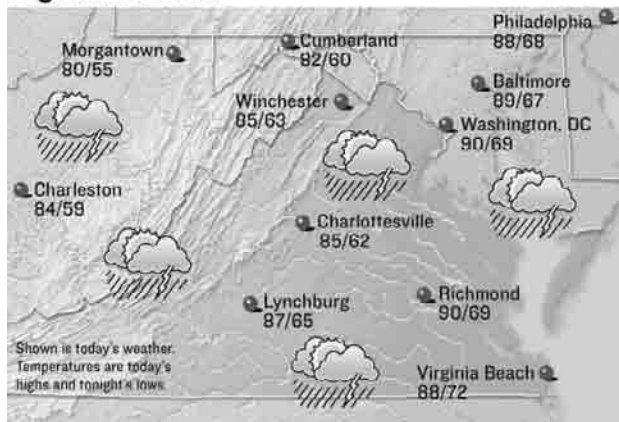 Philadelphia
88/68
Morgantown
80/55
Cumberland
82/60
Baltimore
89/67
Winchester
85/63
Washington, DC
90/69
Charleston
84/59
Charlottesville
85/62
Lynchburg
87/65
Richmond
90/69
Shown is today's weather.
Temperatures are today's
highs and tonight's lows.
Virginia Beach
88/72